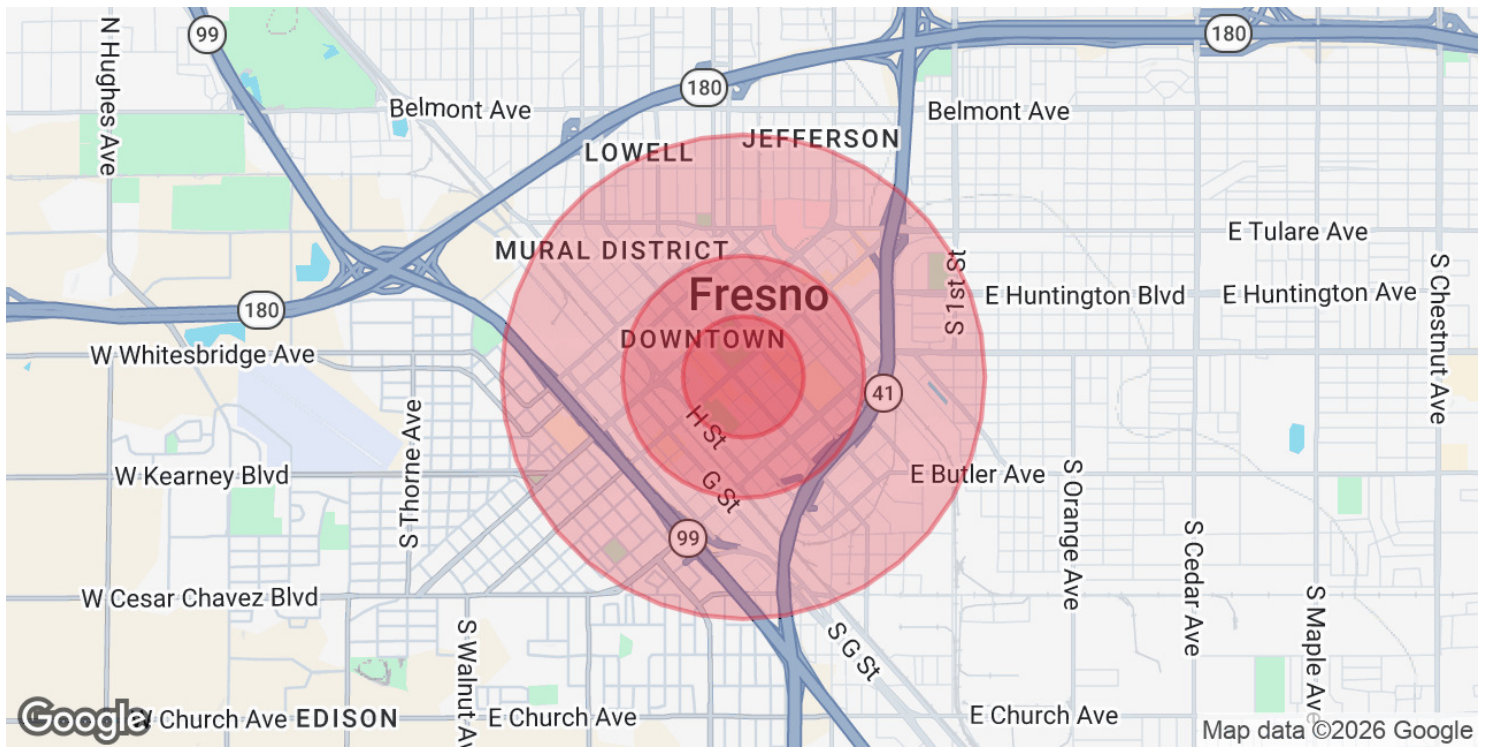 99
180
180
N Hughes Ave
Belmont Ave
Belmont Ave
LOWELL
JEFFERSON
MURAL DISTRICT
E Tulare Ave
S 1st St
Fresno
E Huntington Blvd
E Huntington Ave
S Chestnut Ave
180
DOWNTOWN
W Whitesbridge Ave
41
H St
S Thorne Ave
W Kearney Blvd
G St
E Butler Ave
S Orange Ave
99
S Cedar Ave
W Cesar Chavez Blvd
S Maple Ave
S Walnut Av
S G St
Google
W Church Ave
EDISON
E Church Ave
E Church Ave
Map data ©2026 Google